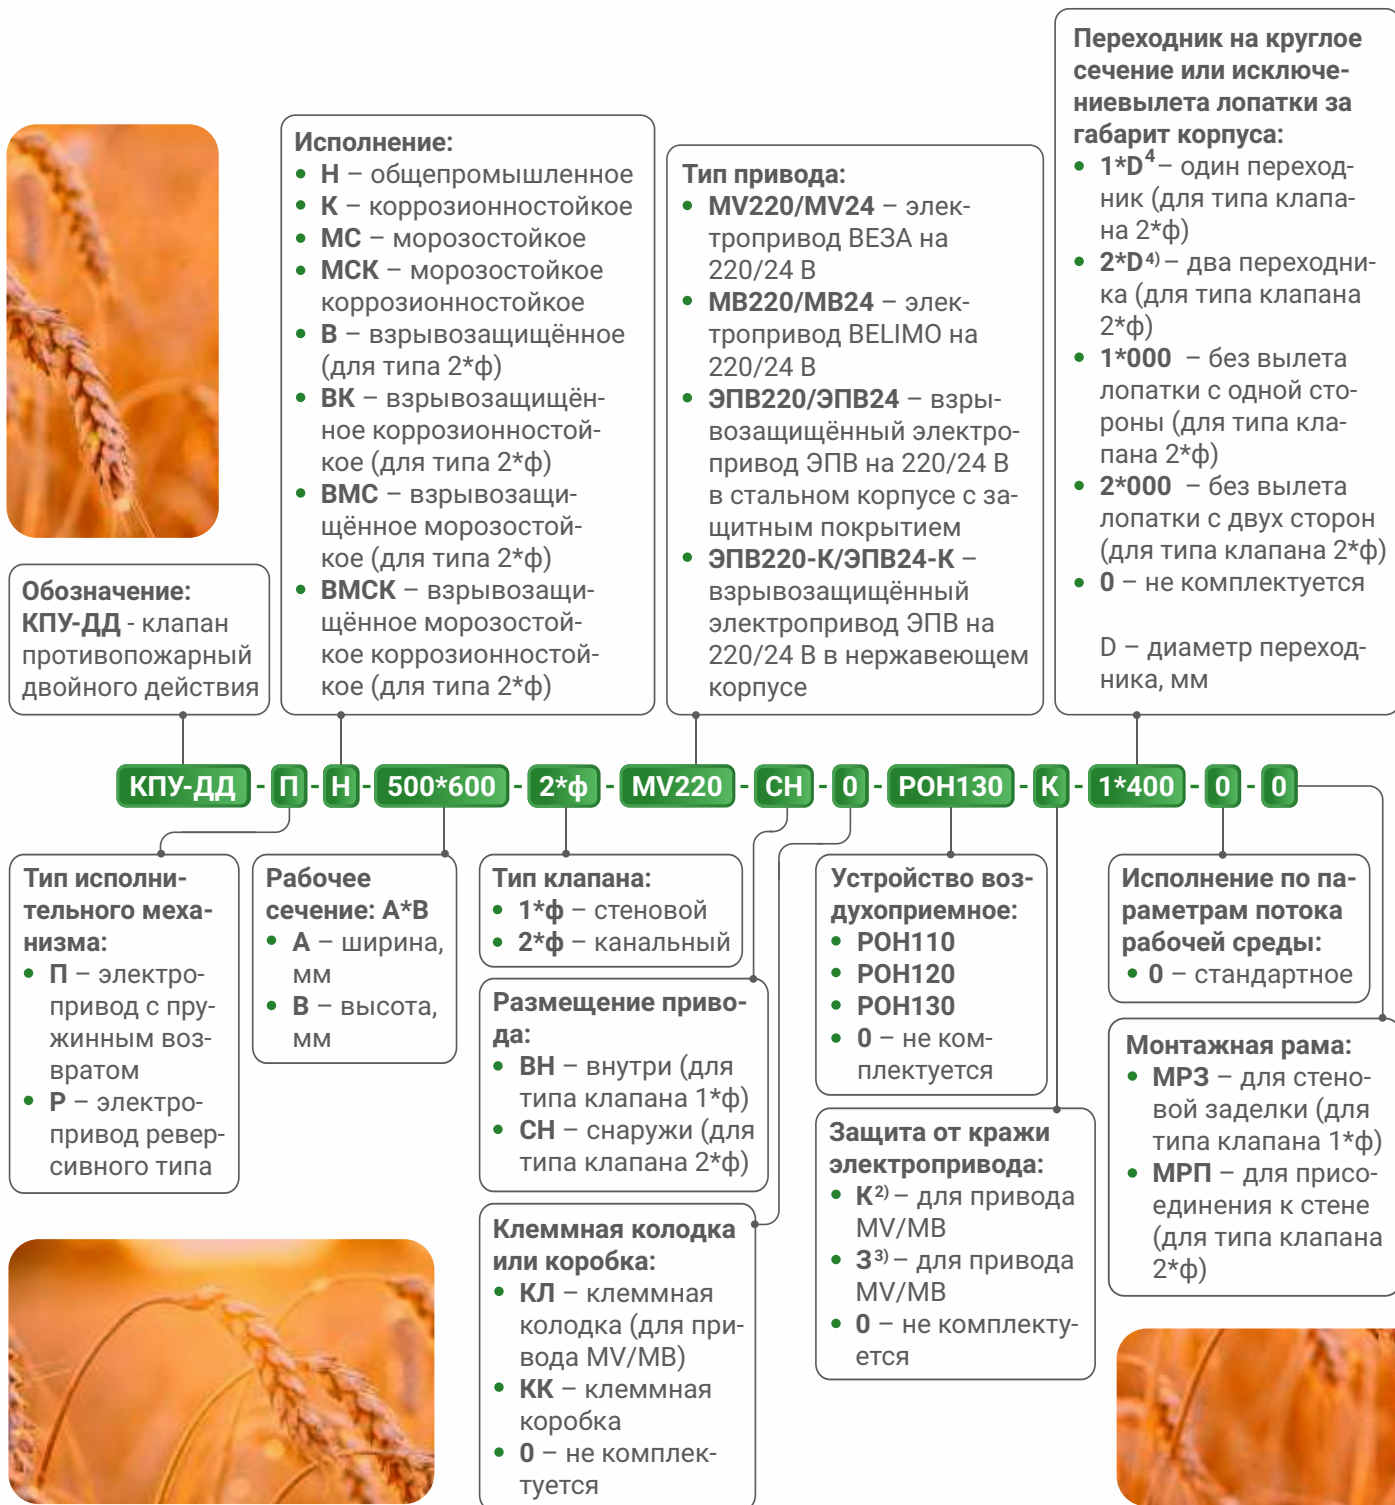 Переходник на круглое
сечение или исключе-
ниевылета лопатки за
габарит корпуса:
1*D⁴ – один переход-
ник (для типа клапа-
на 2*ф)
2*D⁴⁾ – два переходни-
ка (для типа клапана
2*ф)
1*000 – без вылета
лопатки с одной сто-
роны (для типа кла-
пана 2*ф)
2*000 – без вылета
лопатки с двух сторон
(для типа клапана 2*ф)
0 – не комплектуется
D – диаметр переход-
ника, мм
Исполнение:
Н – общепромышленное
К – коррозионностойкое
МС – морозостойкое
МСК – морозостойкое
коррозионностойкое
В – взрывозащищённое
(для типа 2*ф)
ВК – взрывозащищён-
ное коррозионностой-
кое (для типа 2*ф)
ВМС – взрывозащи-
щённое морозостой-
кое (для типа 2*ф)
ВМСК – взрывозащи-
щённое морозостой-
кое коррозионностой-
кое (для типа 2*ф)
Тип привода:
MV220/MV24 – элек-
тропривод ВЕЗА на
220/24 В
MB220/MB24 – элек-
тропривод BELIMO на
220/24 В
ЭПВ220/ЭПВ24 – взры-
возащищённый электро-
привод ЭПВ на 220/24 В
в стальном корпусе с за-
щитным покрытием
ЭПВ220-К/ЭПВ24-К –
взрывозащищённый
электропривод ЭПВ на
220/24 В в нержавеющем
корпусе
Обозначение:
КПУ-ДД - клапан
противопожарный
двойного действия
КПУ-ДД - П - Н - 500*600 - 2*ф - MV220 - СН - 0 - РОН130 - К - 1*400 - 0 - 0
Тип исполни-
тельного меха-
низма:
П – электро-
привод с пру-
жинным воз-
вратом
Р – электро-
привод ревер-
сивного типа
Рабочее
сечение: А*В
А – ширина,
мм
В – высота,
мм
Тип клапана:
1*ф – стеновой
2*ф – канальный
Размещение приво-
да:
ВН – внутри (для
типа клапана 1*ф)
СН – снаружи (для
типа клапана 2*ф)
Клеммная колодка
или коробка:
КЛ – клеммная
колодка (для при-
вода MV/MB)
КК – клеммная
коробка
0 – не комплек-
туется
Устройство воз-
духоприемное:
РОН110
РОН120
РОН130
0 – не ком-
плектуется
Защита от кражи
электропривода:
К²⁾ – для привода
MV/MB
З³⁾ – для привода
MV/MB
0 – не комплекту-
ется
Исполнение по па-
раметрам потока
рабочей среды:
0 – стандартное
Монтажная рама:
МРЗ – для стено-
вой заделки (для
типа клапана 1*ф)
МРП – для присо-
единения к стене
(для типа клапана
2*ф)